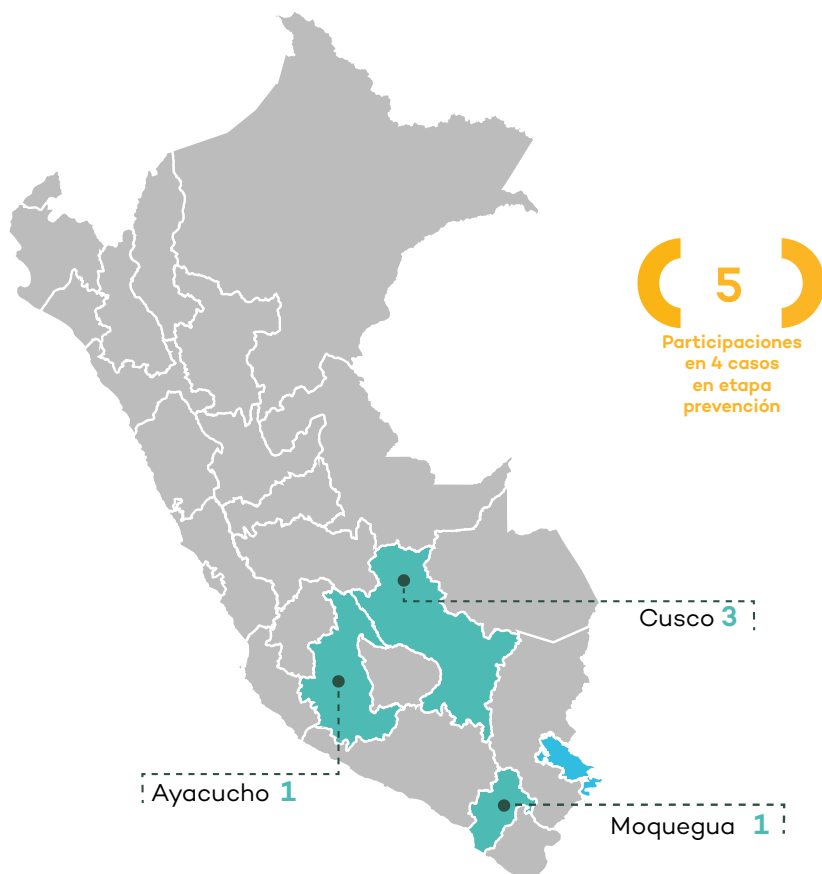 5
Participaciones
en 4 casos
en etapa
prevención
Cusco 3
Ayacucho 1
Moquegua 1